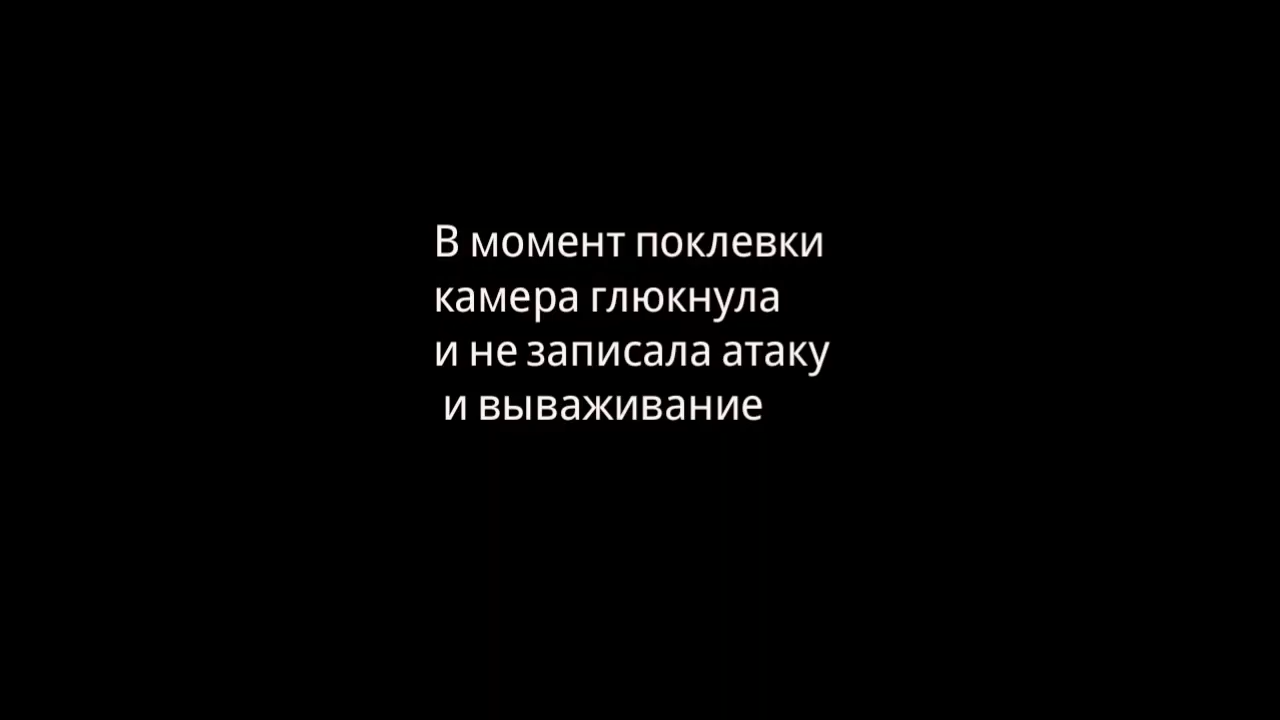 В момент поклевки
камера глюкнула
и не записала атаку
и вываживание